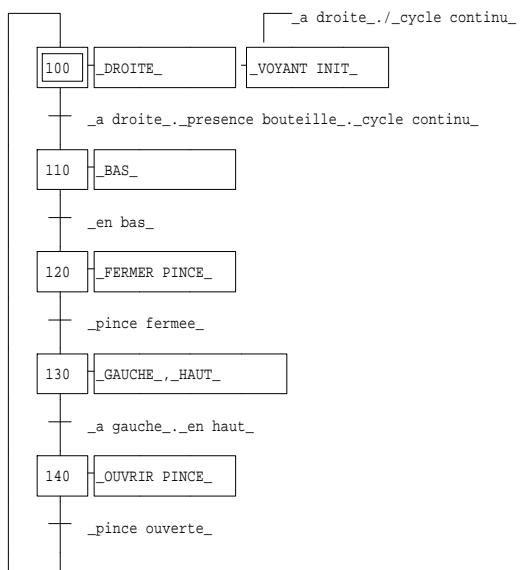 _a droite_./_cycle continu_
100 _DROITE_ _VOYANT INIT_
_a droite_._presence bouteille_._cycle continu_
110 _BAS_
_en bas_
120 _FERMER PINCE_
_pince fermee_
130 _GAUCHE_,_HAUT_
_a gauche_._en haut_
140 _OUVRIR PINCE_
_pince ouverte_